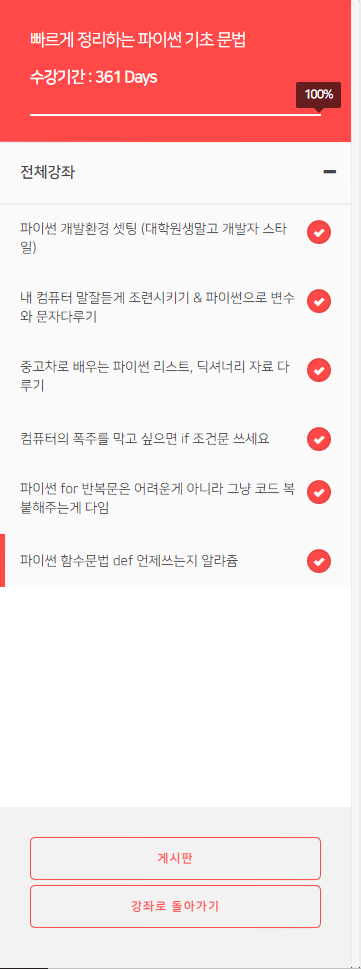 빠르게 정리하는 파이썬 기초 문법
수강기간 : 361 Days
100%
전체강좌
파이썬 개발환경 셋팅 (대학원생말고 개발자 스타
일)
내 컴퓨터 말잘듣게 조련시키기 & 파이썬으로 변수
와 문자다루기
중고차로 배우는 파이썬 리스트, 딕셔너리 자료 다
루기
컴퓨터의 폭주를 막고 싶으면 if 조건문 쓰세요
파이썬 for 반복문은 어려운게 아니라 그냥 코드 복
붙해주는게 다임
파이썬 함수문법 def 언제쓰는지 알랴쥼
게시판
강좌로 돌아가기